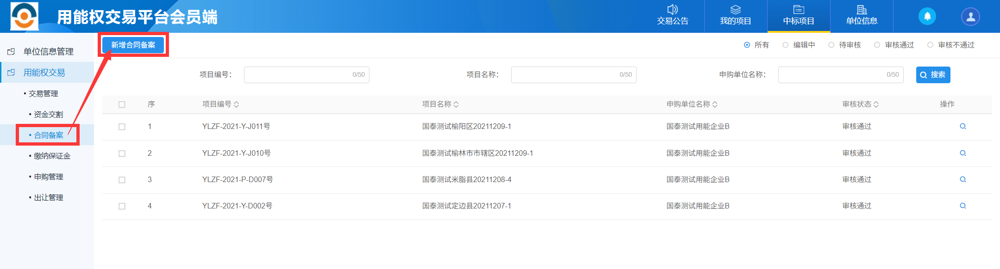 用能权交易平台会员端
交易公告 我的项目 中标项目 单位信息
单位信息管理
用能权交易
· 交易管理
· 资金交割
· 合同备案
· 缴纳保证金
· 申购管理
· 出让管理
新增合同备案 所有 编辑中 待审核 审核通过 审核不通过
项目编号： 0/50 项目名称： 0/50 申购单位名称： 0/50 搜索
序 项目编号 项目名称 申购单位名称 审核状态 操作
1 YLZF-2021-Y-J011号 国泰测试榆阳区20211209-1 国泰测试用能企业B 审核通过
2 YLZF-2021-Y-J010号 国泰测试榆林市市辖区20211209-1 国泰测试用能企业B 审核通过
3 YLZF-2021-P-D007号 国泰测试米脂县20211208-4 国泰测试用能企业B 审核通过
4 YLZF-2021-Y-D002号 国泰测试定边县20211207-1 国泰测试用能企业B 审核通过